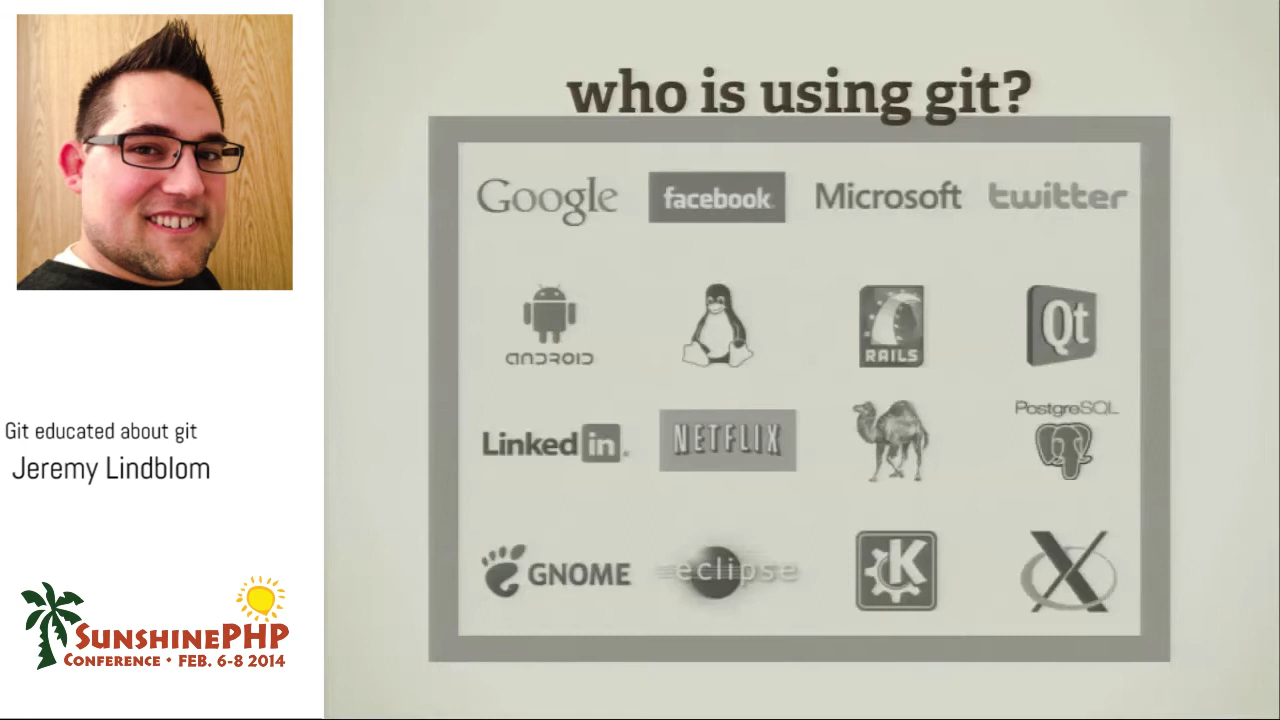 who is using git?
Google facebook Microsoft twitter
ANDROID RAILS Qt
Linked in. NETFLIX PostgreSQL
GNOME eclipse K X
Git educated about git
Jeremy Lindblom
SUNSHINEPHP
CONFERENCE • FEB. 6-8 2014